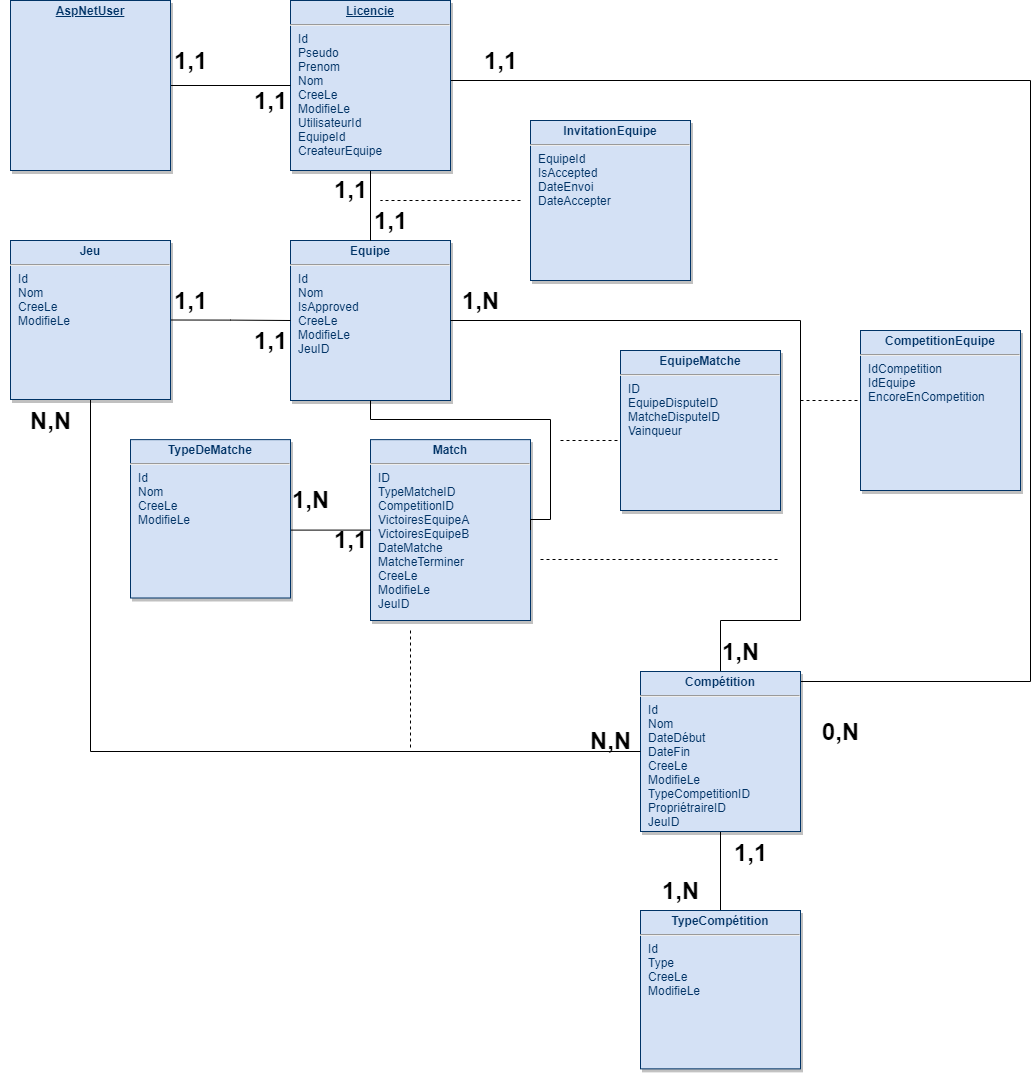 AspNetUser
Licencie
Id
Pseudo
Prenom
Nom
CreeLe
ModifieLe
UtilisateurId
EquipeId
CreateurEquipe
1,1
1,1
1,1
InvitationEquipe
EquipeId
IsAccepted
DateEnvoi
DateAccepter
1,1
1,1
Jeu
Id
Nom
CreeLe
ModifieLe
1,1
1,1
Equipe
Id
Nom
IsApproved
CreeLe
ModifieLe
JeuID
1,N
CompetitionEquipe
IdCompetition
IdEquipe
EncoreEnCompetition
EquipeMatche
ID
EquipeDisputeID
MatcheDisputeID
Vainqueur
N,N
TypeDeMatche
Id
Nom
CreeLe
ModifieLe
1,N
1,1
Match
ID
TypeMatcheID
CompetitionID
VictoiresEquipeA
VictoiresEquipeB
DateMatche
MatcheTerminer
CreeLe
ModifieLe
JeuID
1,N
N,N
Compétition
Id
Nom
DateDébut
DateFin
CreeLe
ModifieLe
TypeCompetitionID
PropriétraireID
JeuID
0,N
1,1
1,N
TypeCompétition
Id
Type
CreeLe
ModifieLe